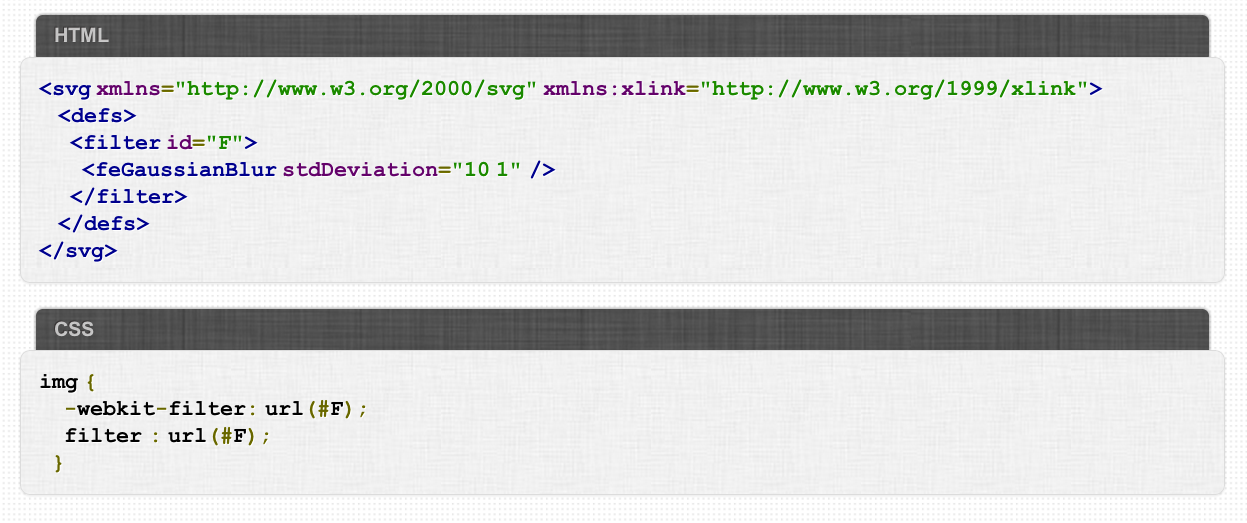 HTML
<svg xmlns="http://www.w3.org/2000/svg" xmlns:xlink="http://www.w3.org/1999/xlink">
<defs>
<filter id="F">
<feGaussianBlur stdDeviation="10 1" />
</filter>
</defs>
</svg>
CSS
img {
-webkit-filter: url(#F);
filter : url(#F);
}